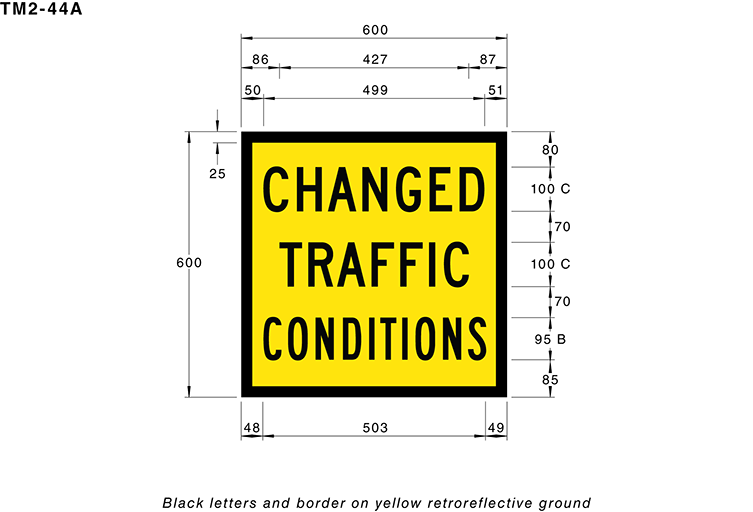 TM2-44A
600
86 427 87
50 499 51
25
600
CHANGED
TRAFFIC
CONDITIONS
80
100 C
70
100 C
70
95 B
85
48 503 49
Black letters and border on yellow retroreflective ground